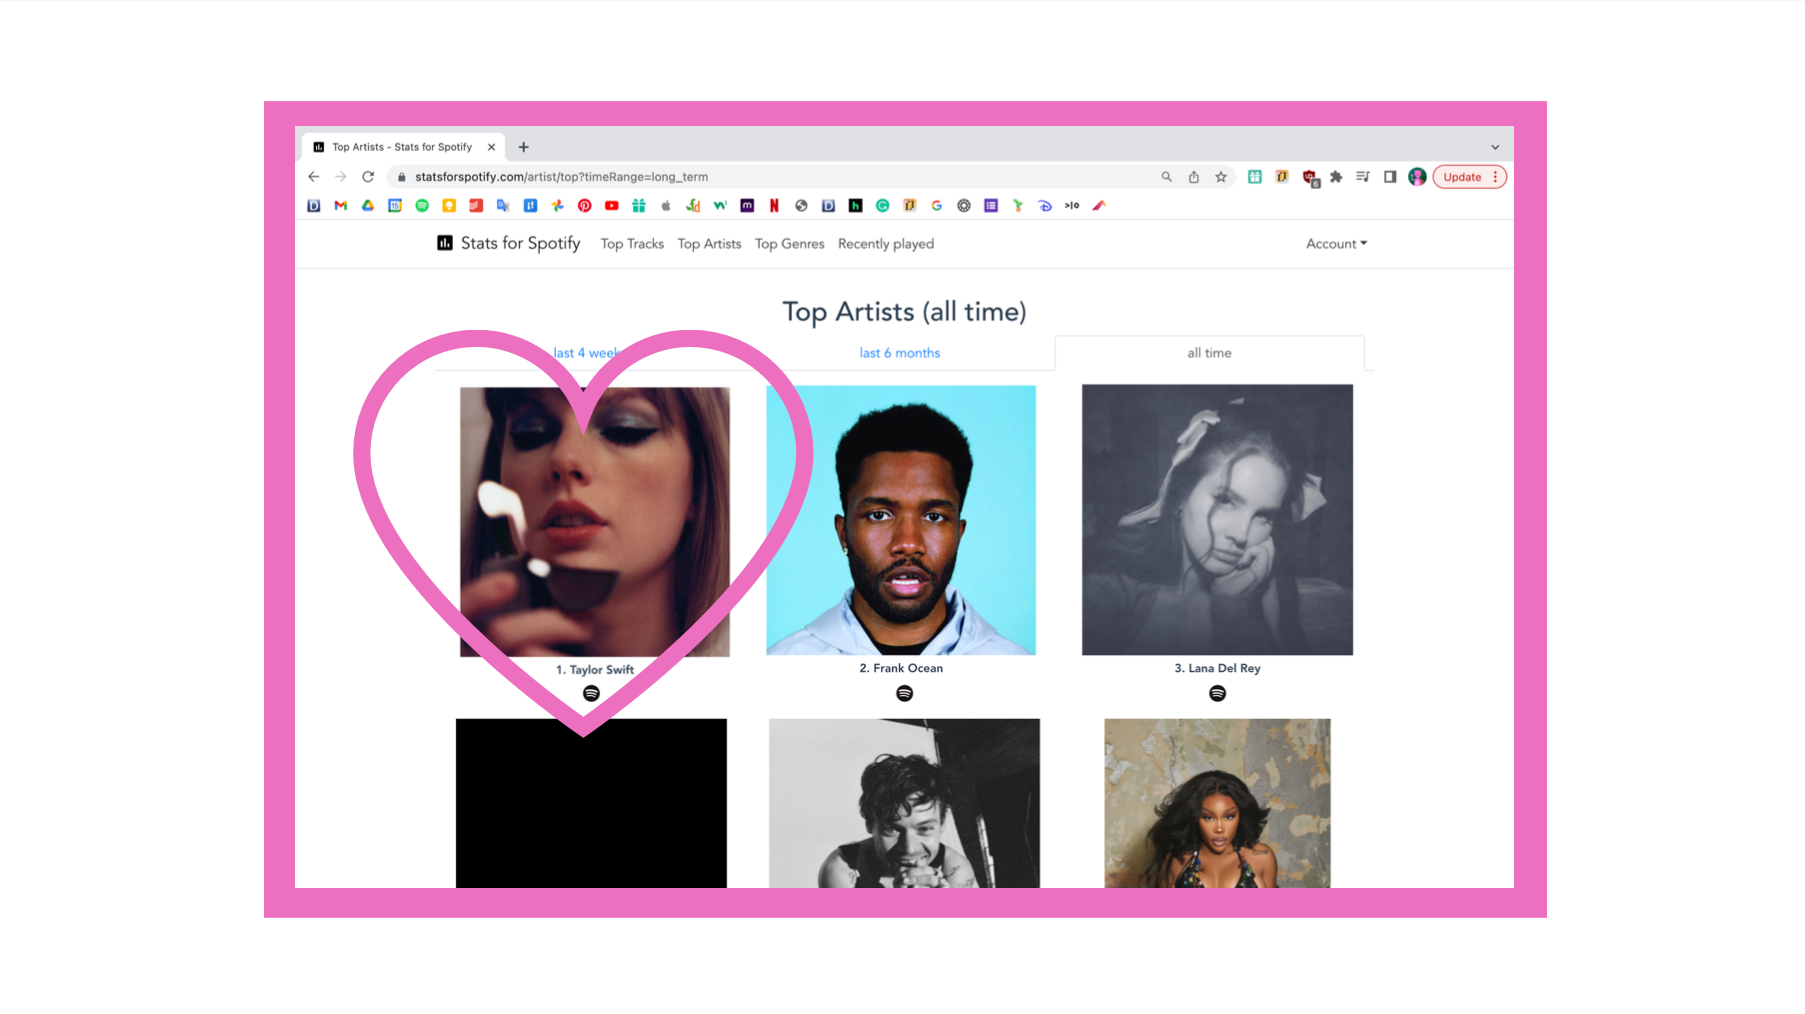 Top Artists - Stats for Spotify
statsforspotify.com/artist/top?timeRange=long_term
Update
Stats for Spotify Top Tracks Top Artists Top Genres Recently played Account
Top Artists (all time)
last 4 week
last 6 months
all time
1. Taylor Swift
2. Frank Ocean
3. Lana Del Rey